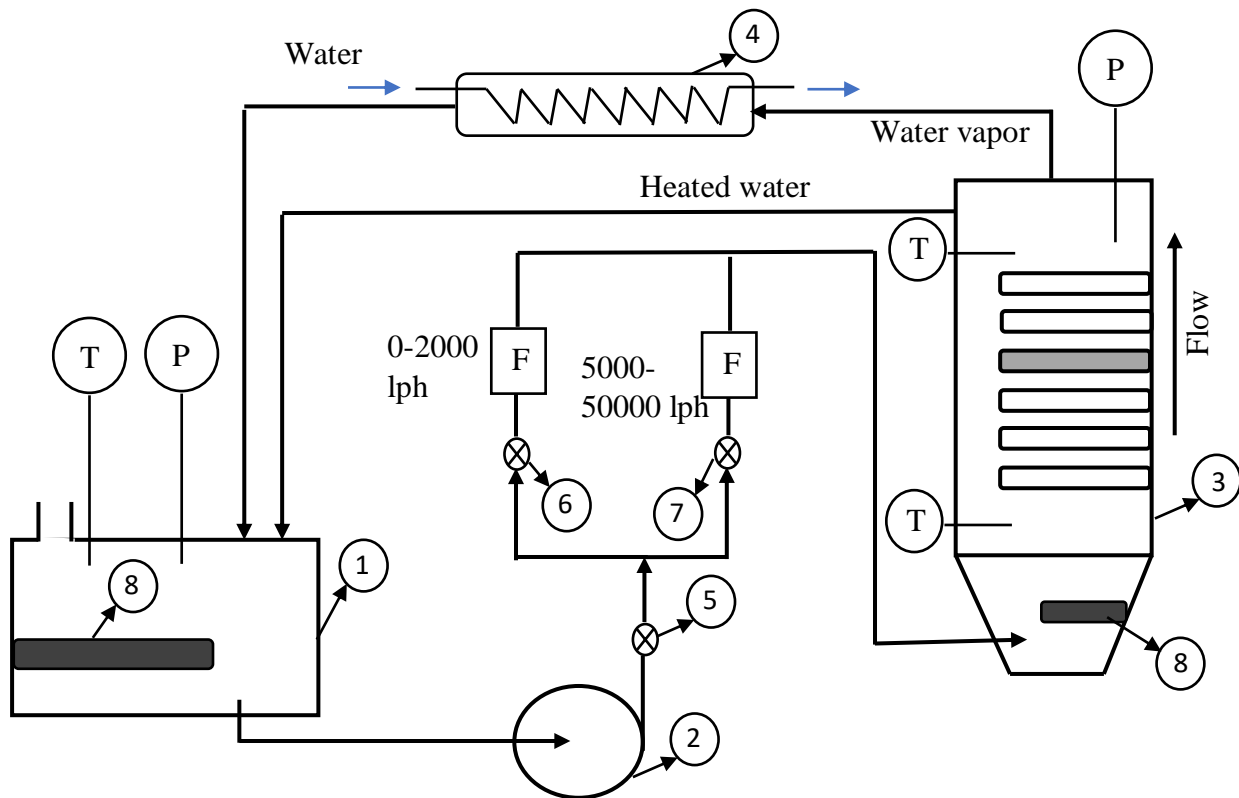 4
Water
P
Water vapor
Heated water
T
Flow
T
P
0-2000
lph
F
5000-
50000 lph
F
6
7
3
T
1
8
5
8
2